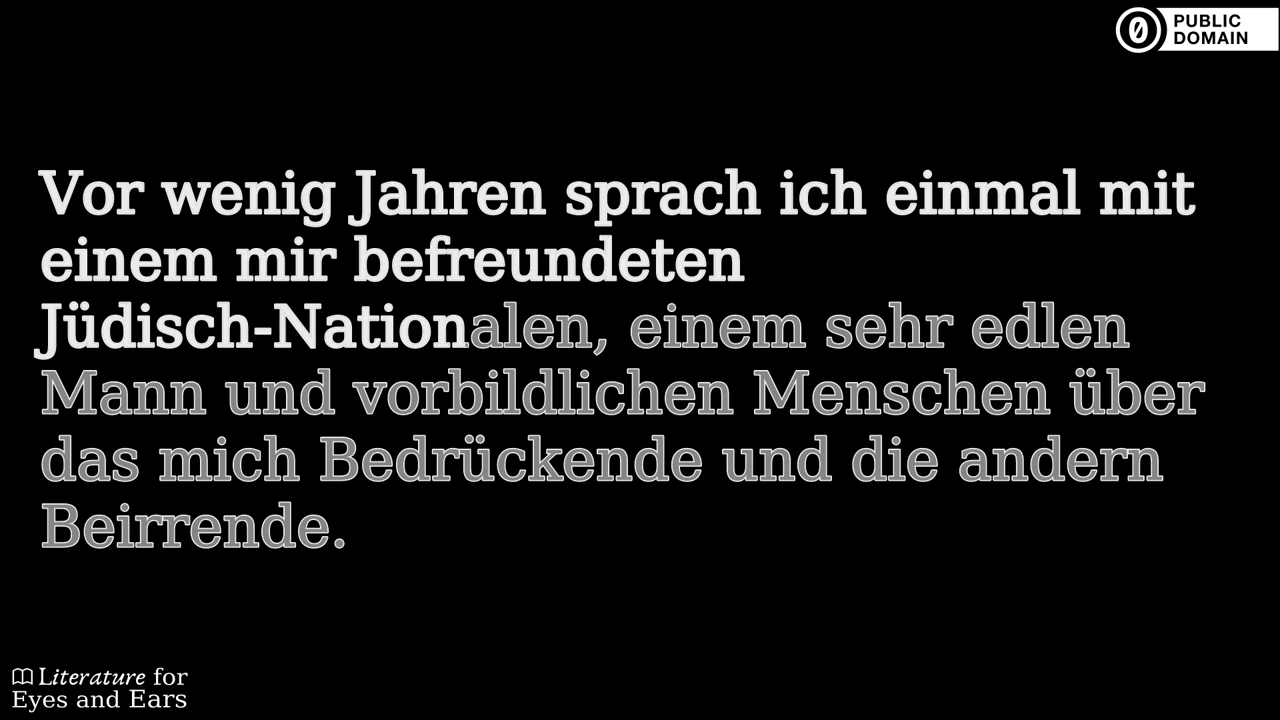 PUBLIC
DOMAIN
Vor wenig Jahren sprach ich einmal mit
einem mir befreundeten
Jüdisch-Nationalen, einem sehr edlen
Mann und vorbildlichen Menschen über
das mich Bedrückende und die andern
Beirrende.
Literature for
Eyes and Ears